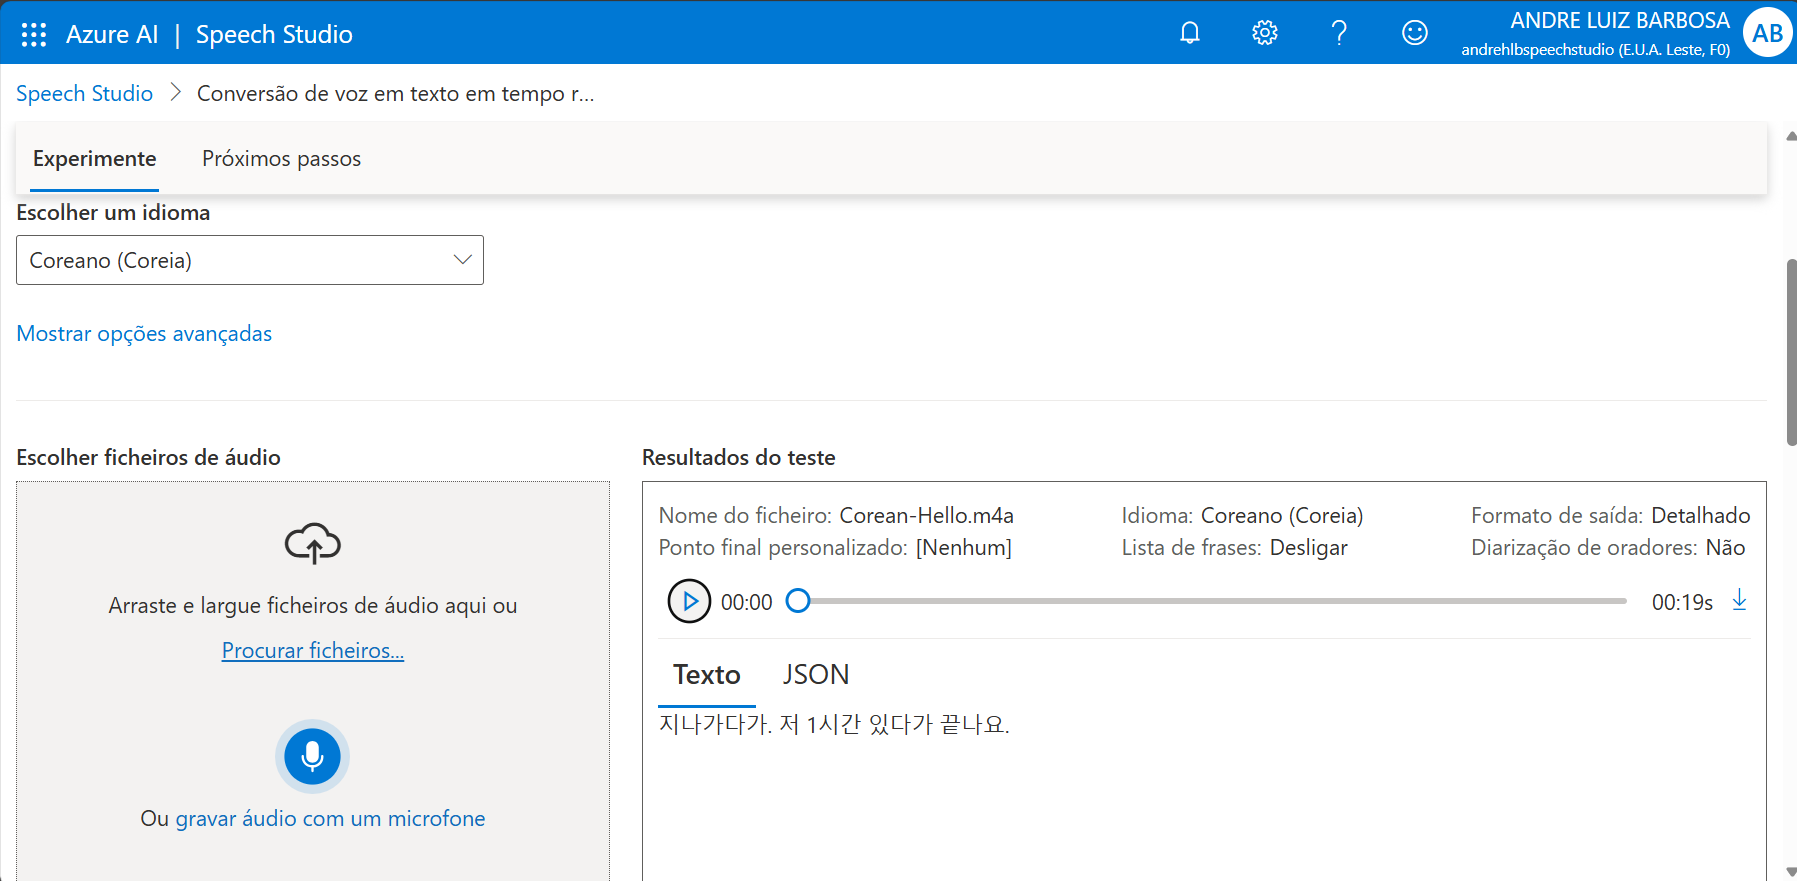 Azure AI | Speech Studio
ANDRE LUIZ BARBOSA
andrehlbspeechstudio (E.U.A. Leste, F0)
AB
Speech Studio > Conversão de voz em texto em tempo r...
Experimente Próximos passos
Escolher um idioma
Coreano (Coreia)
Mostrar opções avançadas
Escolher ficheiros de áudio
Arraste e largue ficheiros de áudio aqui ou
Procurar ficheiros...
Ou gravar áudio com um microfone
Resultados do teste
Nome do ficheiro: Corean-Hello.m4a Idioma: Coreano (Coreia) Formato de saída: Detalhado
Ponto final personalizado: [Nenhum] Lista de frases: Desligar Diarização de oradores: Não
00:00 00:19s
Texto JSON
지나가다가. 저 1시간 있다가 끝나요.